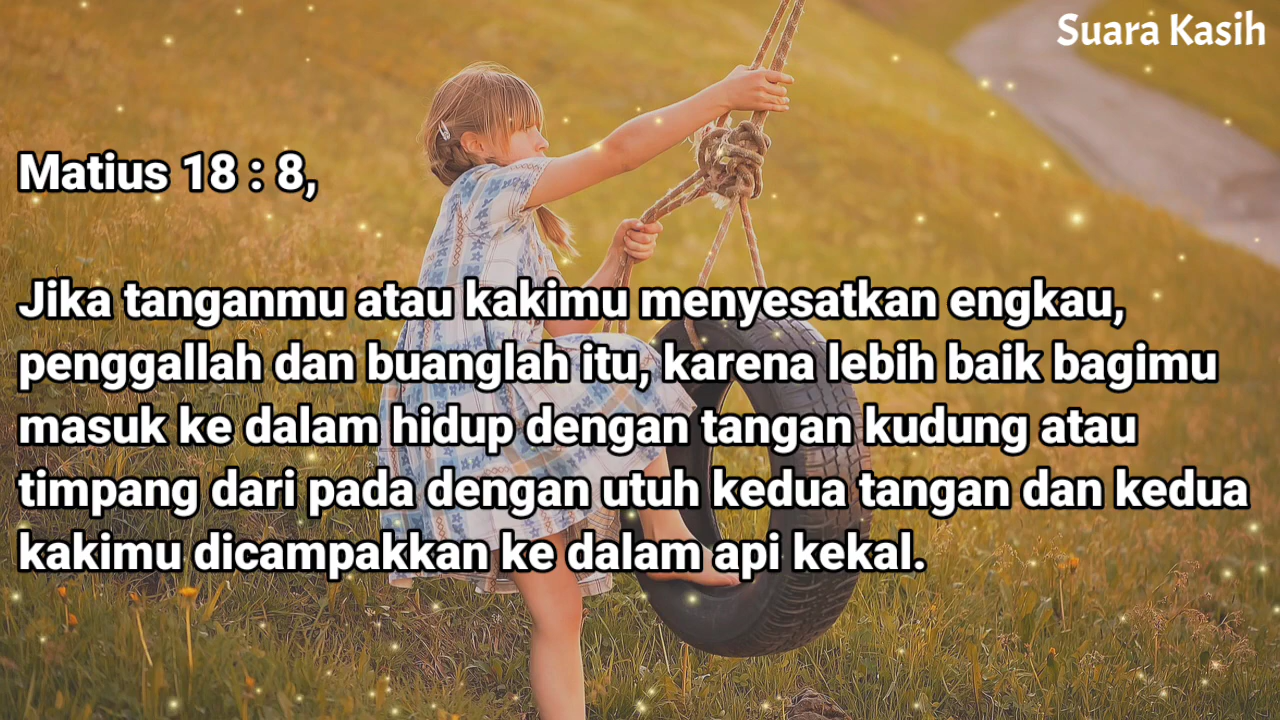 Suara Kasih
Matius 18 : 8,
Jika tanganmu atau kakimu menyesatkan engkau,
penggallah dan buanglah itu, karena lebih baik bagimu
masuk ke dalam hidup dengan tangan kudung atau
timpang dari pada dengan utuh kedua tangan dan kedua
kakimu dicampakkan ke dalam api kekal.